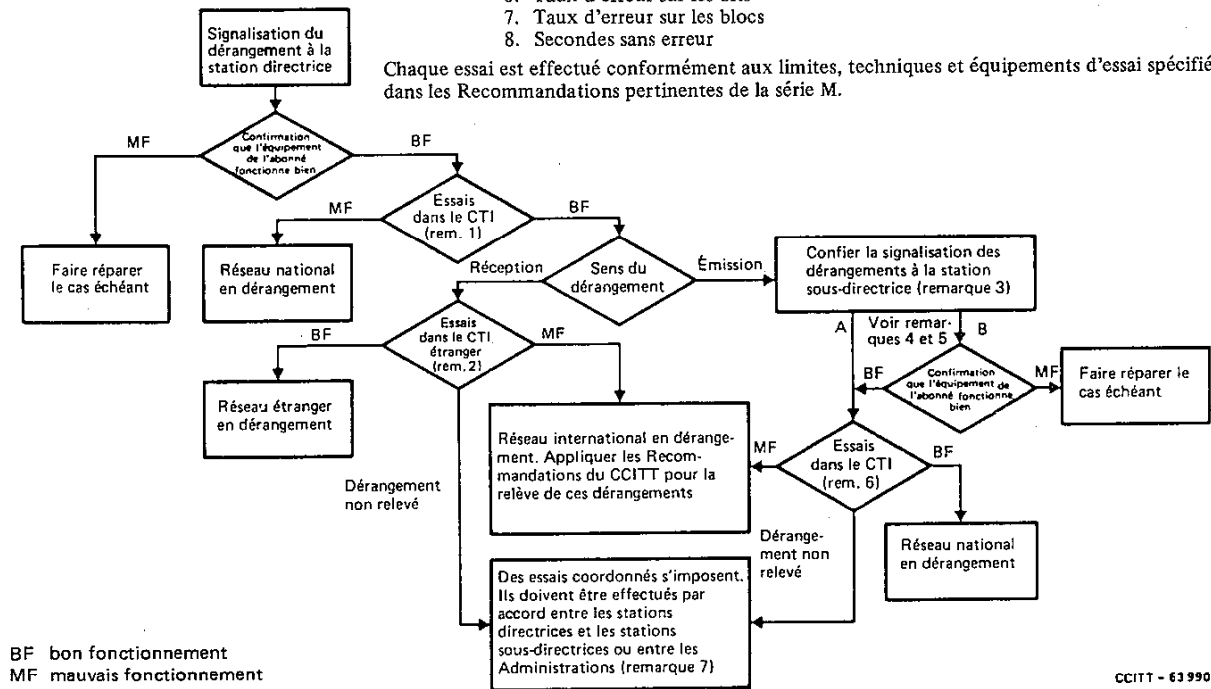 7. Taux d'erreur sur les blocs
8. Secondes sans erreur
Chaque essai est effectué conformément aux limites, techniques et équipements d'essai spécifié
dans les Recommandations pertinentes de la série M.
Signalisation du
dérangement à la
station directrice
MF
Confirmation
que l'équipement
de l'abonné
fonctionne bien
BF
MF
Essais
dans le CTI
(rem. 1)
BF
Faire réparer
le cas échéant
Réseau national
en dérangement
Réception
Sens du
dérangement
Émission
Confier la signalisation des
dérangements à la station
sous-directrice (remarque 3)
BF
Essais
dans le CTI
étranger
(rem. 2)
MF
A
Voir remar-
ques 4 et 5
B
BF
Confirmation
que l'équipement de
l'abonné fonctionne
bien
MF
Faire réparer le
cas échéant
Réseau étranger
en dérangement
Réseau international en dérange-
ment. Appliquer les Recom-
mandations du CCITT pour la
relève de ces dérangements
MF
Essais
dans le CTI
(rem. 6)
BF
Dérangement
non relevé
Dérange-
ment non
relevé
Réseau national
en dérangement
Des essais coordonnés s'imposent.
Ils doivent être effectués par
accord entre les stations
directrices et les stations
sous-directrices ou entre les
Administrations (remarque 7)
BF bon fonctionnement
MF mauvais fonctionnement
CCITT - 63 990